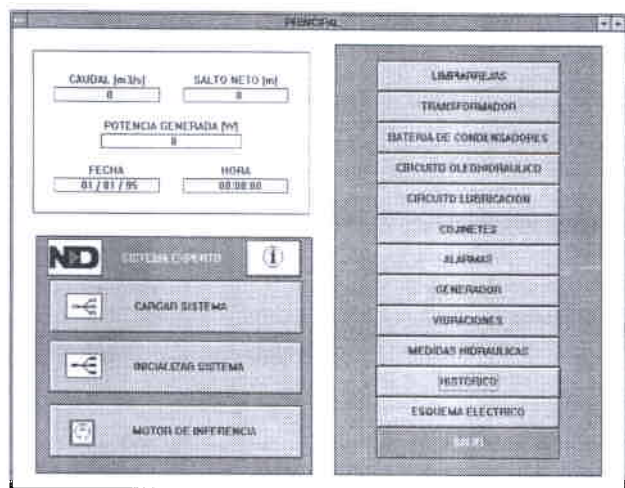 PRINCIPAL
CAUDAL [m3/s]
0
SALTO NETO [m]
0
POTENCIA GENERADA [W]
0
FECHA
01 / 01 / 95
HORA
00:00:00
SISTEMA EXPERTO
CARGAR SISTEMA
INICIALIZAR SISTEMA
MOTOR DE INFERENCIA
LIMPIARREJAS
TRANSFORMADOR
BATERIA DE CONDENSADORES
CIRCUITO OLEOHIDRAULICO
CIRCUITO LUBRICACION
COJINETES
ALARMAS
GENERADOR
VIBRACIONES
MEDIDAS HIDRAULICAS
HISTORICO
ESQUEMA ELECTRICO